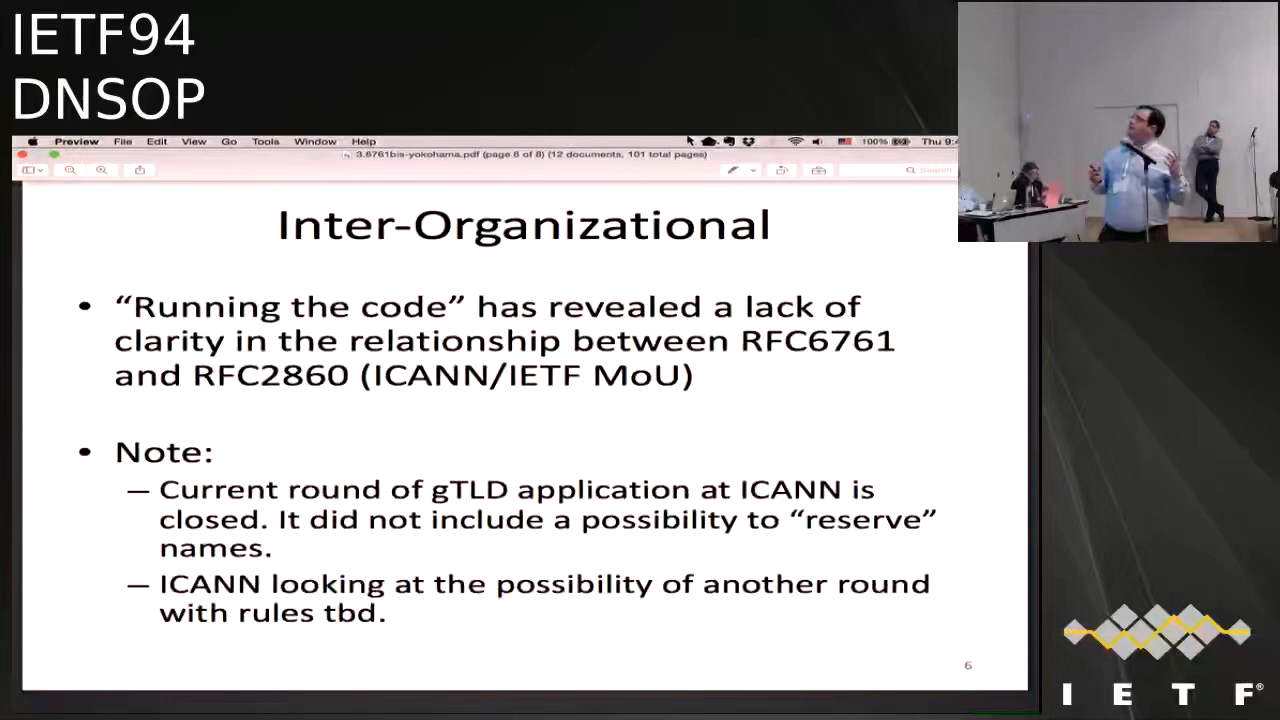 IETF94
DNSOP
Preview File Edit View Go Tools Window Help
100%
Thu 9:4
3.6761bis-yokohama.pdf (page 6 of 8) (12 documents, 101 total pages)
Search
Inter-Organizational
• “Running the code” has revealed a lack of
clarity in the relationship between RFC6761
and RFC2860 (ICANN/IETF MoU)
• Note:
– Current round of gTLD application at ICANN is
closed. It did not include a possibility to “reserve”
names.
– ICANN looking at the possibility of another round
with rules tbd.
6
I E T F®